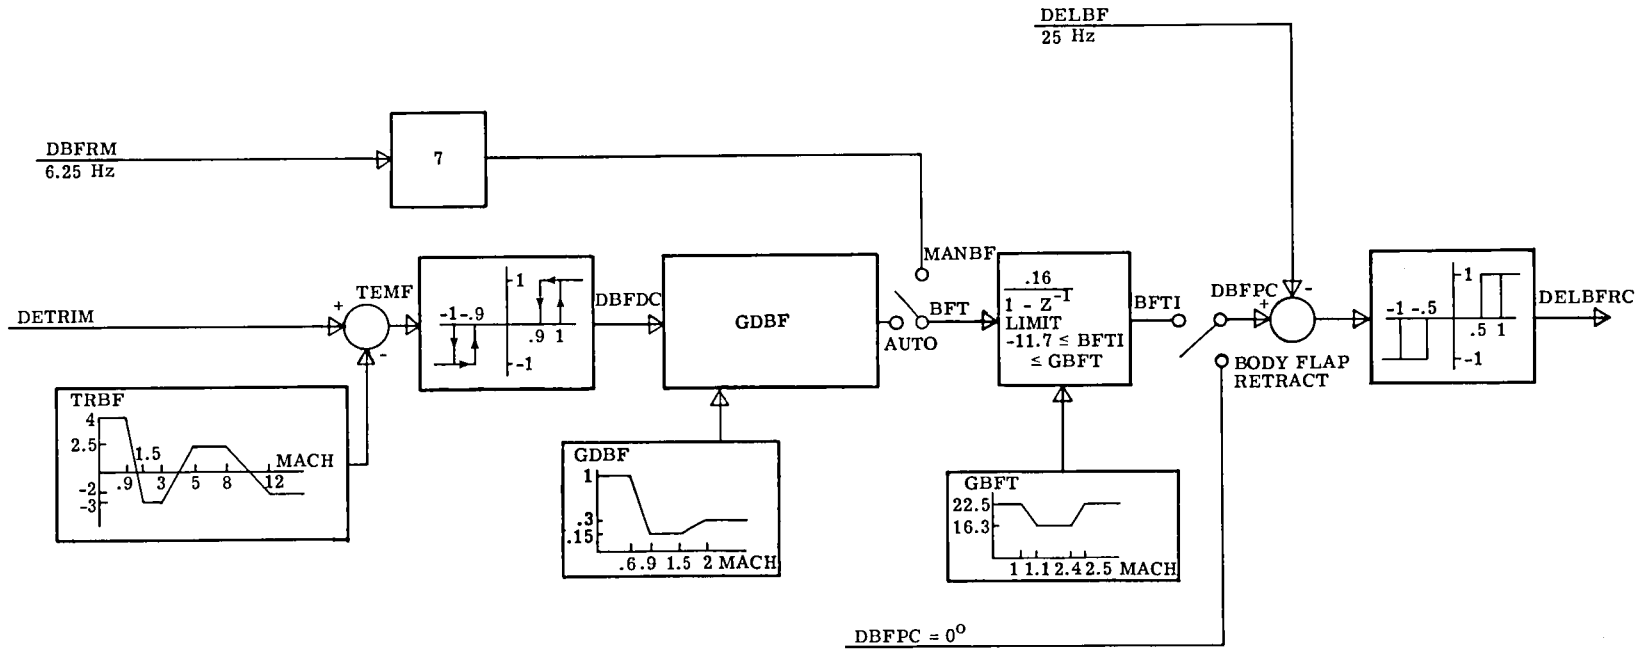 DELBF
25 Hz
DBFRM
6.25 Hz
7
MANBF
DETRIM
+
TEMF
-
1
-1 -.9
.9 1
-1
DBFDC
GDBF
AUTO
BFT
.16
1 - Z⁻¹
LIMIT
-11.7 ≤ BFTI
≤ GBFT
BFTI
DBFPC
+
-
BODY FLAP
RETRACT
1
-1 -.5
.5 1
-1
DELBFRC
TRBF
4
2.5
1.5
MACH
.9 3 5 8 12
-2
-3
GDBF
1
.3
.15
.6 .9 1.5 2 MACH
GBFT
22.5
16.3
1 1.1 2.4 2.5 MACH
DBFPC = 0°